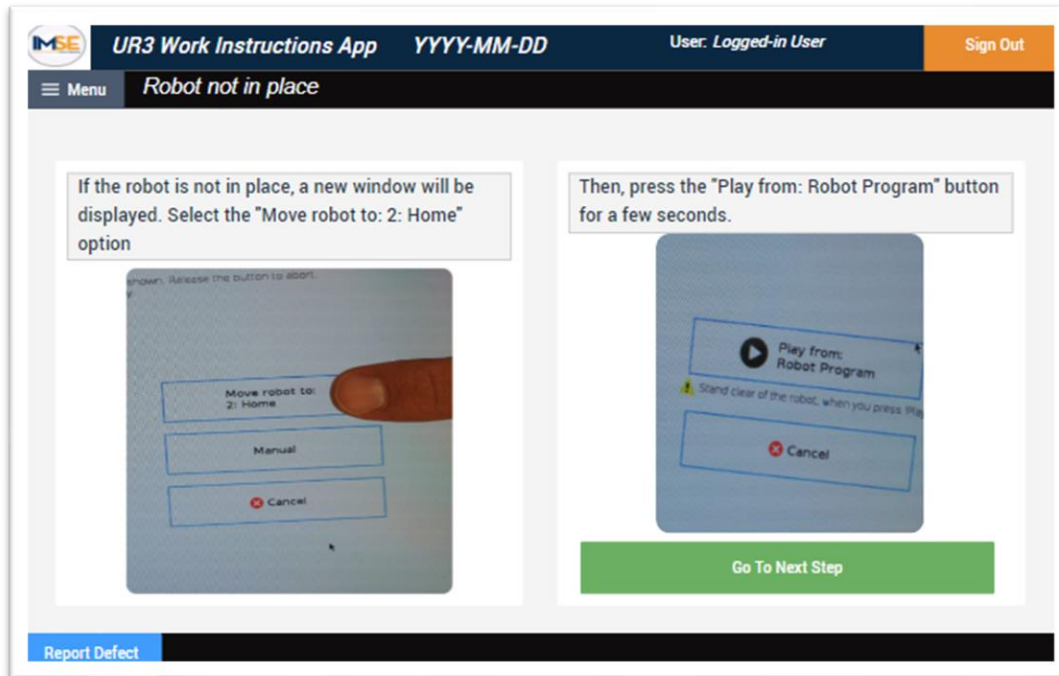 IMSE
UR3 Work Instructions App
YYYY-MM-DD
User: Logged-in User
Sign Out
Menu
Robot not in place
If the robot is not in place, a new window will be
displayed. Select the "Move robot to: 2: Home"
option
shown. Release the button to abort.
Move robot to:
2: Home
Manual
Cancel
Then, press the "Play from: Robot Program" button
for a few seconds.
Play from:
Robot Program
Stand clear of the robot, when you press
Cancel
Go To Next Step
Report Defect